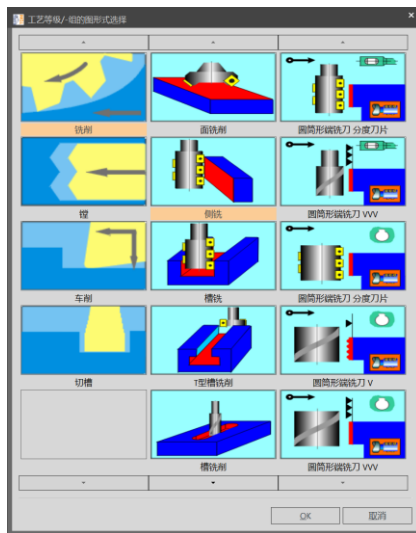 工艺等级/-组的图形式选择
铣削
面铣削
圆筒形端铣刀 分度刀片
镗
侧铣
圆筒形端铣刀 VVV
车削
槽铣
圆筒形端铣刀 分度刀片
切槽
T型槽铣削
圆筒形端铣刀 V
槽铣削
圆筒形端铣刀 VVV
OK
取消